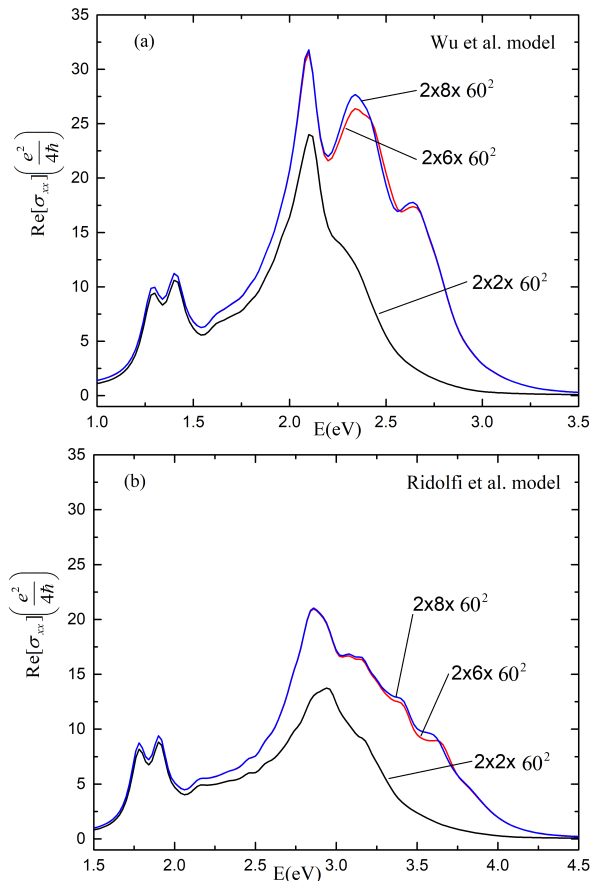 (a)
Wu et al. model
35
30
25
20
15
10
5
0
Re[σxx](e²/4ħ)
2x8x 60²
2x6x 60²
2x2x 60²
1.0 1.5 2.0 2.5 3.0 3.5
E(eV)
(b)
Ridolfi et al. model
35
30
25
20
15
10
5
0
Re[σxx](e²/4ħ)
2x8x 60²
2x6x 60²
2x2x 60²
1.5 2.0 2.5 3.0 3.5 4.0 4.5
E(eV)